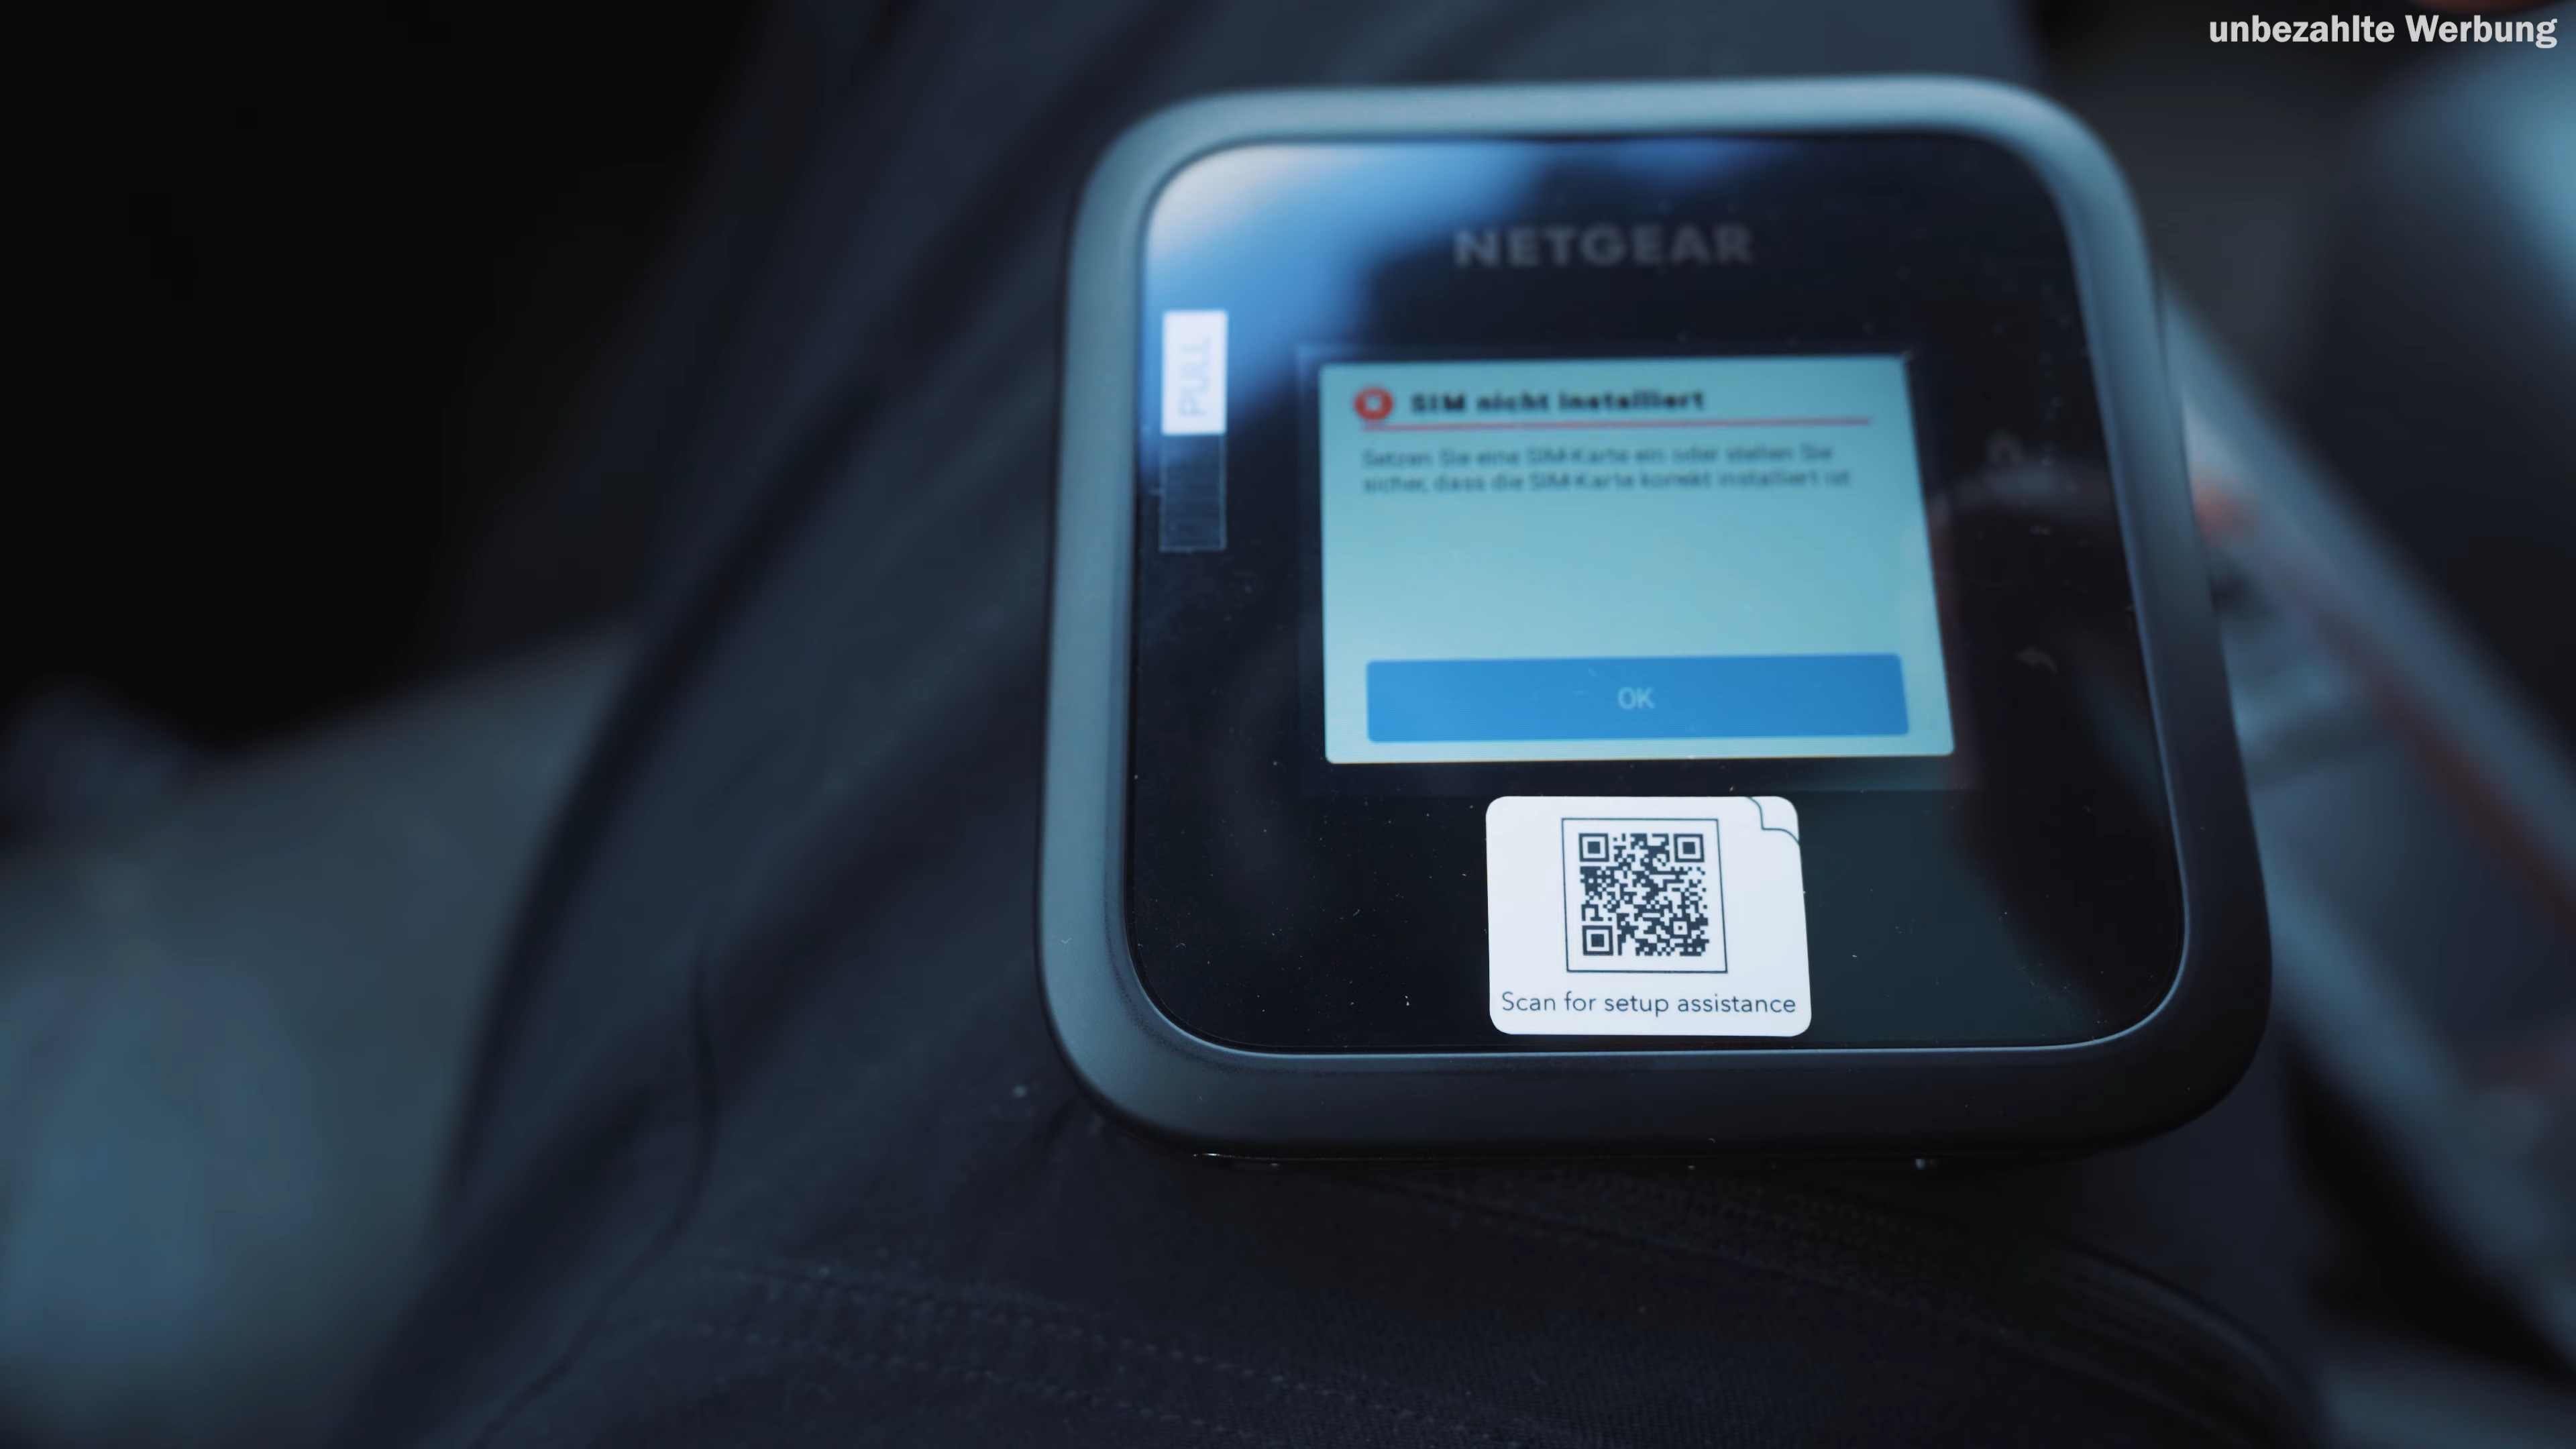 unbezahlte Werbung
NETGEAR
PULL
SIM nicht installiert
Setzen Sie eine SIM-Karte ein oder stellen Sie
sicher, dass die SIM-Karte korrekt installiert ist
OK
Scan for setup assistance